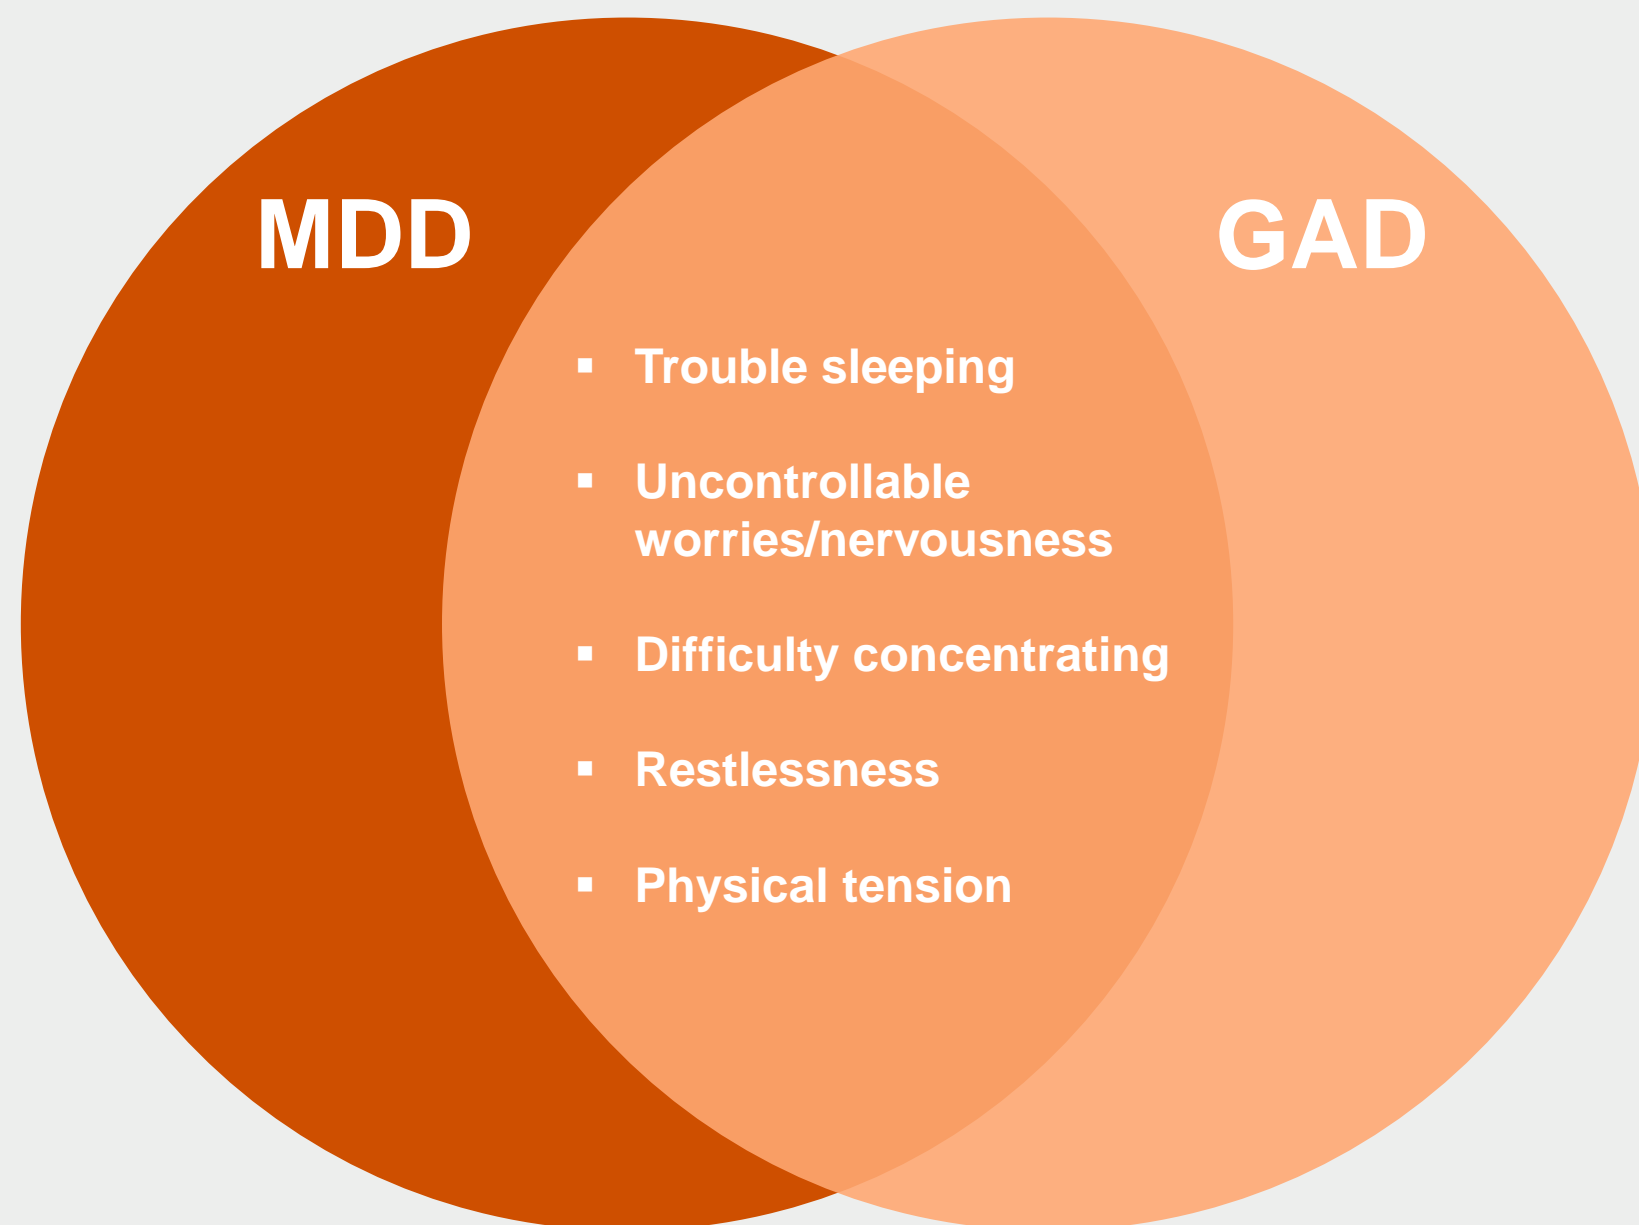 MDD
GAD
▪ Trouble sleeping
▪ Uncontrollable
worries/nervousness
▪ Difficulty concentrating
▪ Restlessness
▪ Physical tension